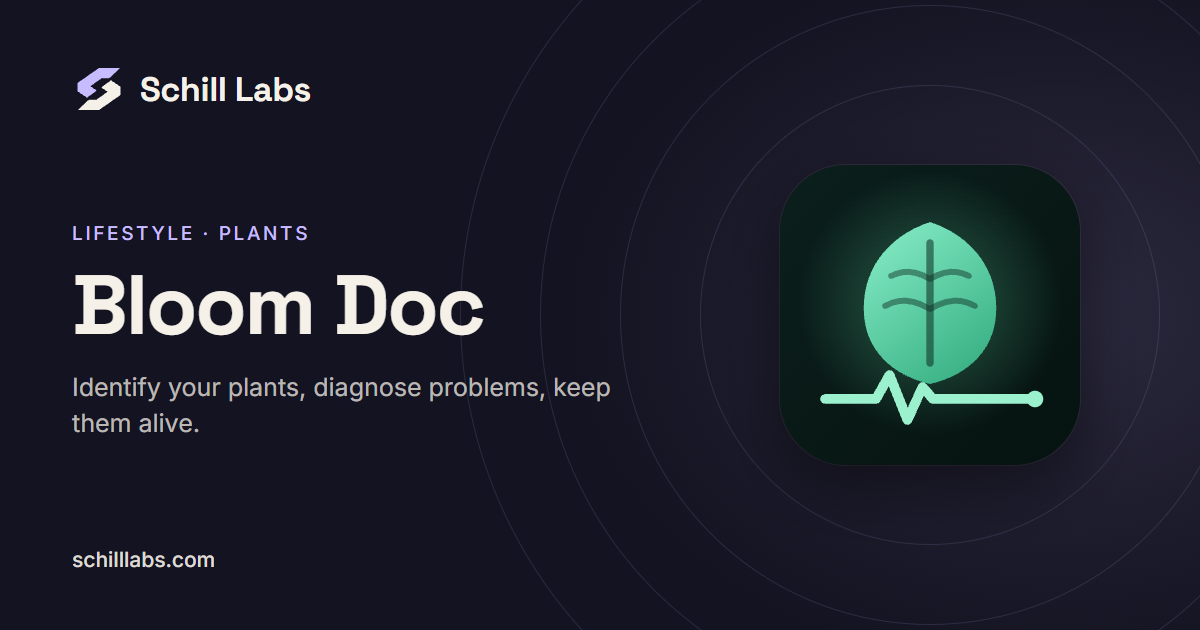 Schill Labs
LIFESTYLE · PLANTS
Bloom Doc
Identify your plants, diagnose problems, keep
them alive.
schilllabs.com